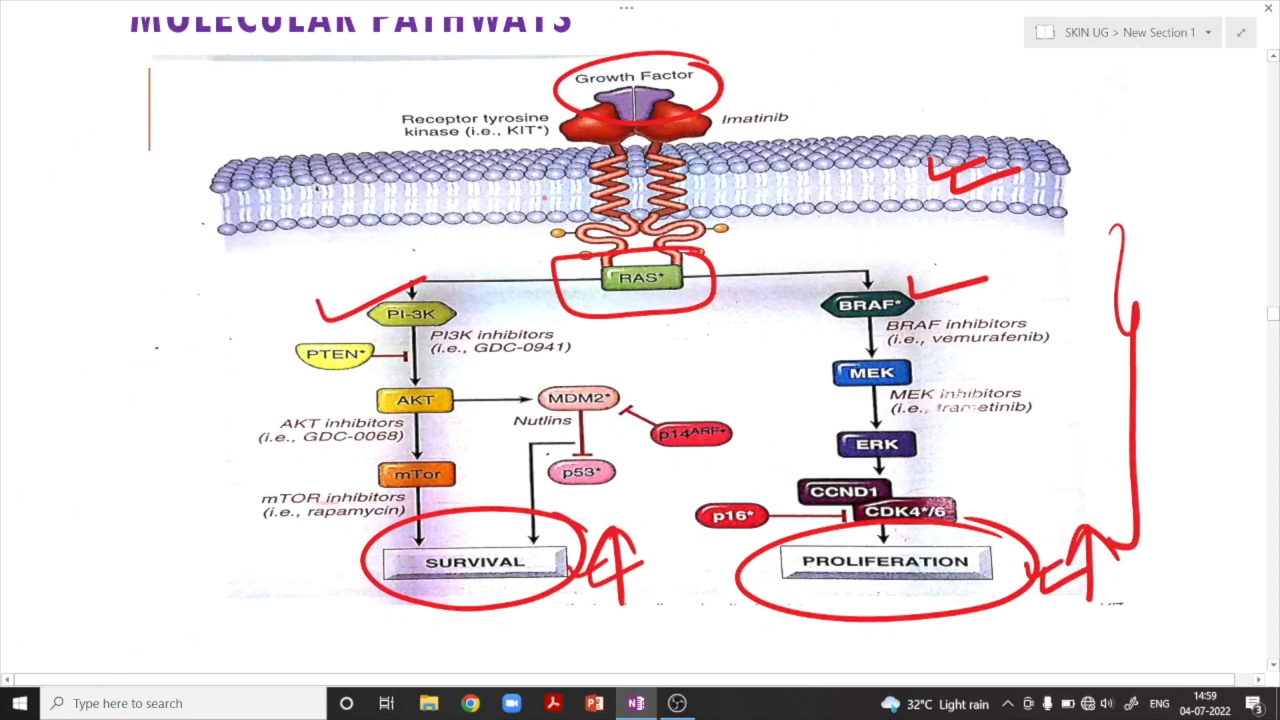 MOLECULAR PATHWAYS
SKIN UG > New Section 1
Growth Factor
Receptor tyrosine
kinase (i.e., KIT*)
Imatinib
RAS*
PI-3K
BRAF*
PI3K inhibitors
(i.e., GDC-0941)
BRAF inhibitors
(i.e., vemurafenib)
PTEN*
MEK
AKT
MDM2*
MEK inhibitors
(i.e., trametinib)
AKT inhibitors
(i.e., GDC-0068)
Nutlins
p14ARF*
ERK
mTor
p53*
mTOR inhibitors
(i.e., rapamycin)
CCND1
CDK4*/6
p16*
SURVIVAL
PROLIFERATION
Type here to search
32°C Light rain
ENG
14:59
04-07-2022
3